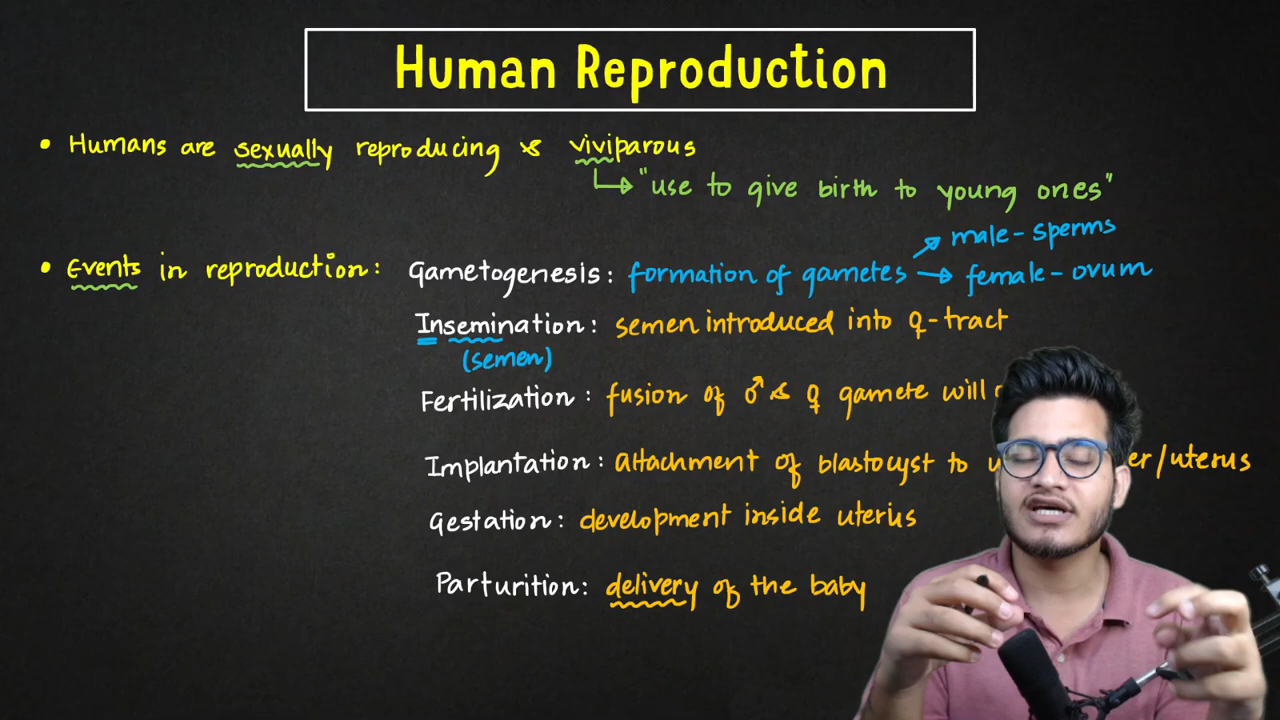 Human Reproduction
• Humans are sexually reproducing & viviparous
"use to give birth to young ones"
male - sperms
• Events in reproduction: Gametogenesis: formation of gametes female - ovum
Insemination: semen introduced into ♀-tract
(semen)
Fertilization: fusion of ♂ & ♀ gamete will
Implantation: attachment of blastocyst to /uterus
Gestation: development inside uterus
Parturition: delivery of the baby